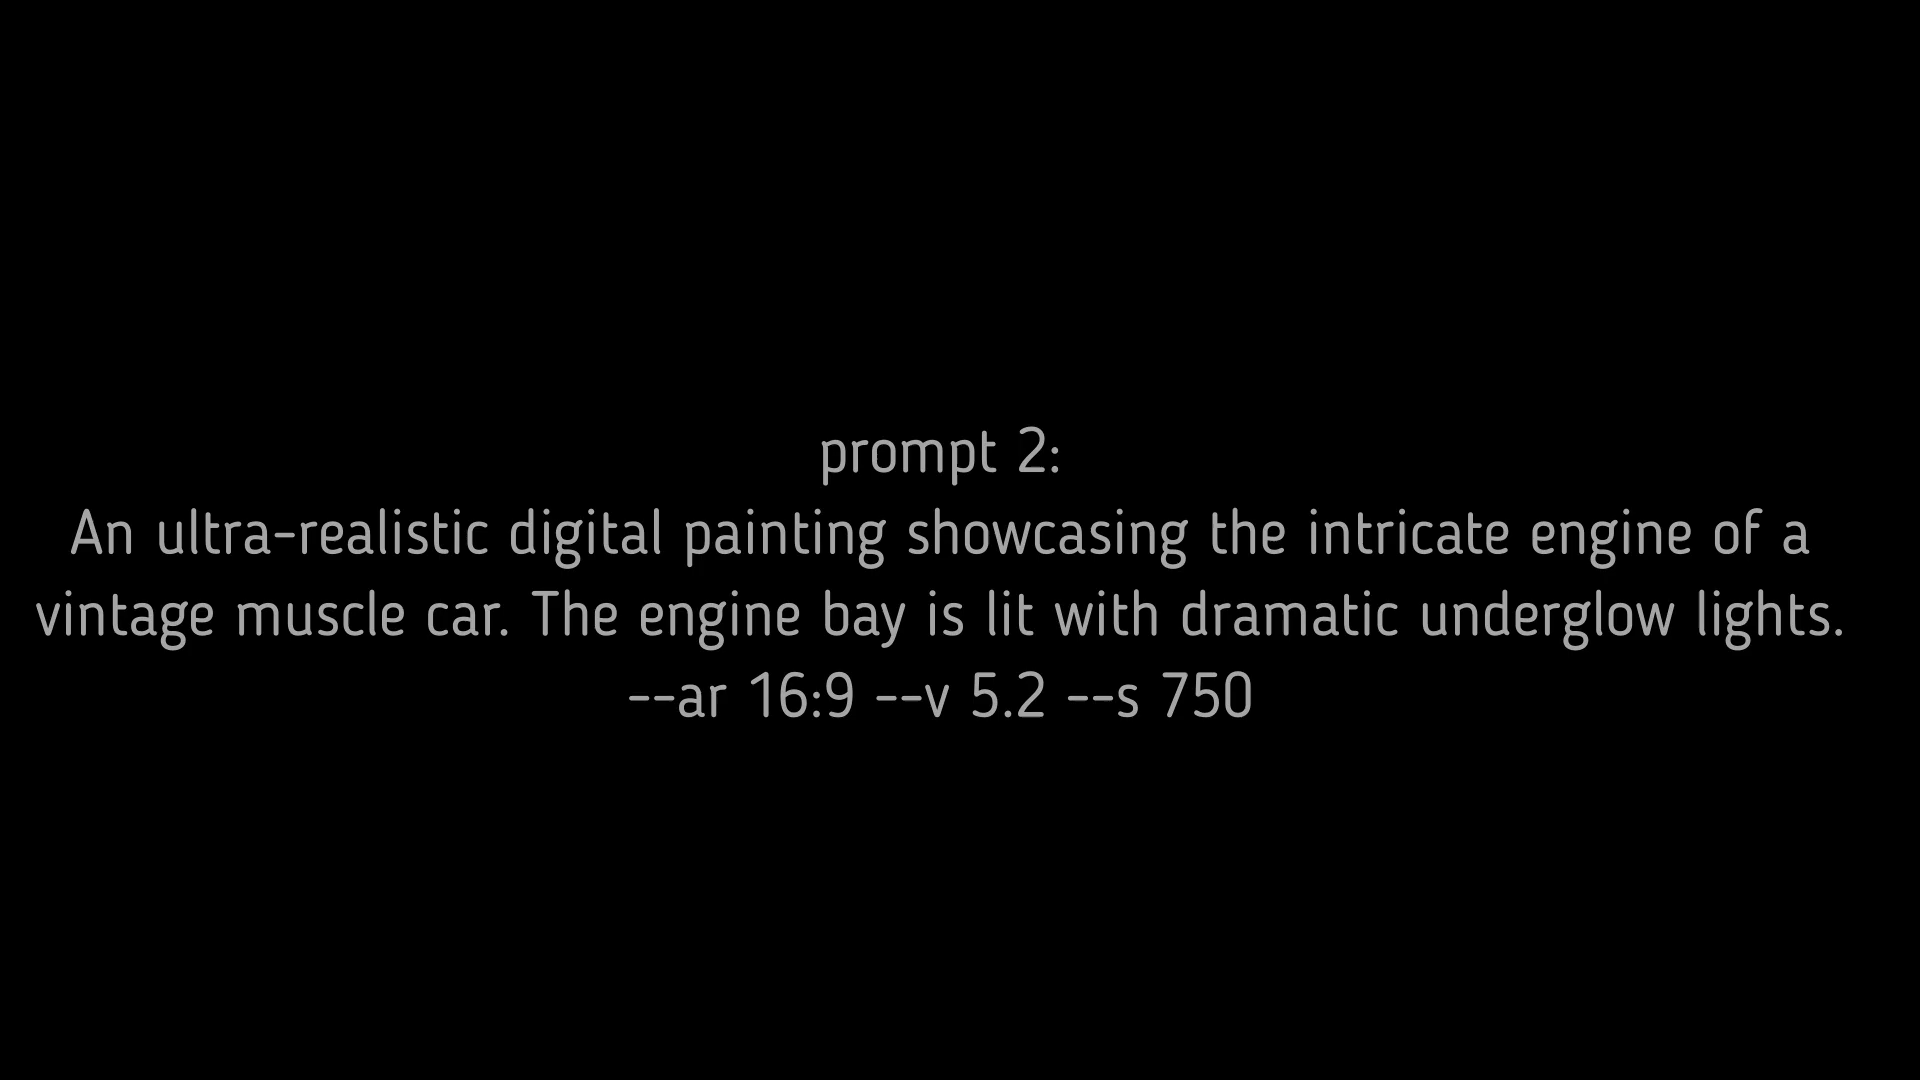 prompt 2:
An ultra-realistic digital painting showcasing the intricate engine of a
vintage muscle car. The engine bay is lit with dramatic underglow lights.
--ar 16:9 --v 5.2 --s 750